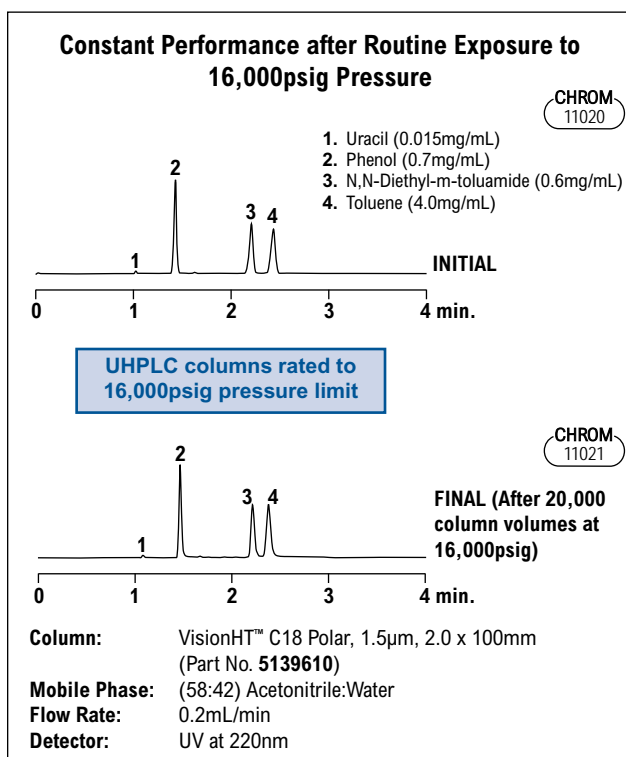 Constant Performance after Routine Exposure to
16,000psig Pressure
CHROM
11020
1. Uracil (0.015mg/mL)
2. Phenol (0.7mg/mL)
3. N,N-Diethyl-m-toluamide (0.6mg/mL)
4. Toluene (4.0mg/mL)
1
2
3
4
INITIAL
0 1 2 3 4 min.
UHPLC columns rated to
16,000psig pressure limit
CHROM
11021
1
2
3
4
FINAL (After 20,000
column volumes at
16,000psig)
0 1 2 3 4 min.
Column: VisionHT™ C18 Polar, 1.5µm, 2.0 x 100mm
(Part No. 5139610)
Mobile Phase: (58:42) Acetonitrile:Water
Flow Rate: 0.2mL/min
Detector: UV at 220nm